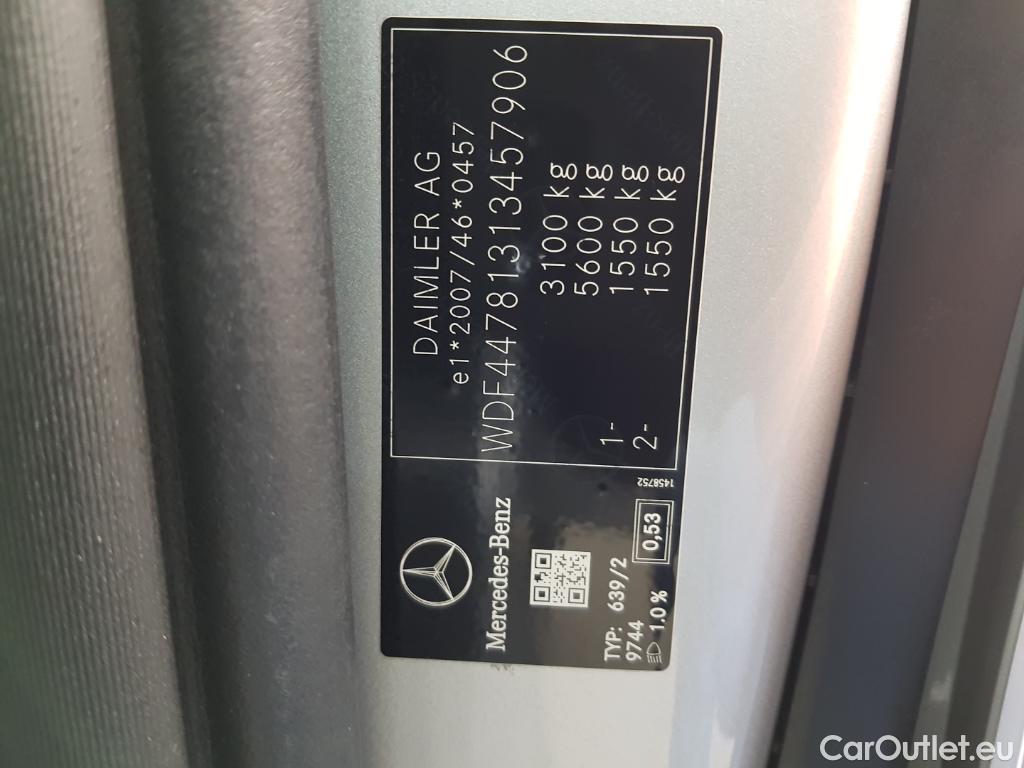 DAIMLER AG
e1*2007/46*0457
WDF44781313457906
3100 kg
5600 kg
1- 1550 kg
2- 1550 kg
Mercedes-Benz
TYP: 639/2
9744
1.0 %
0,53
1458752
CarOutlet.eu